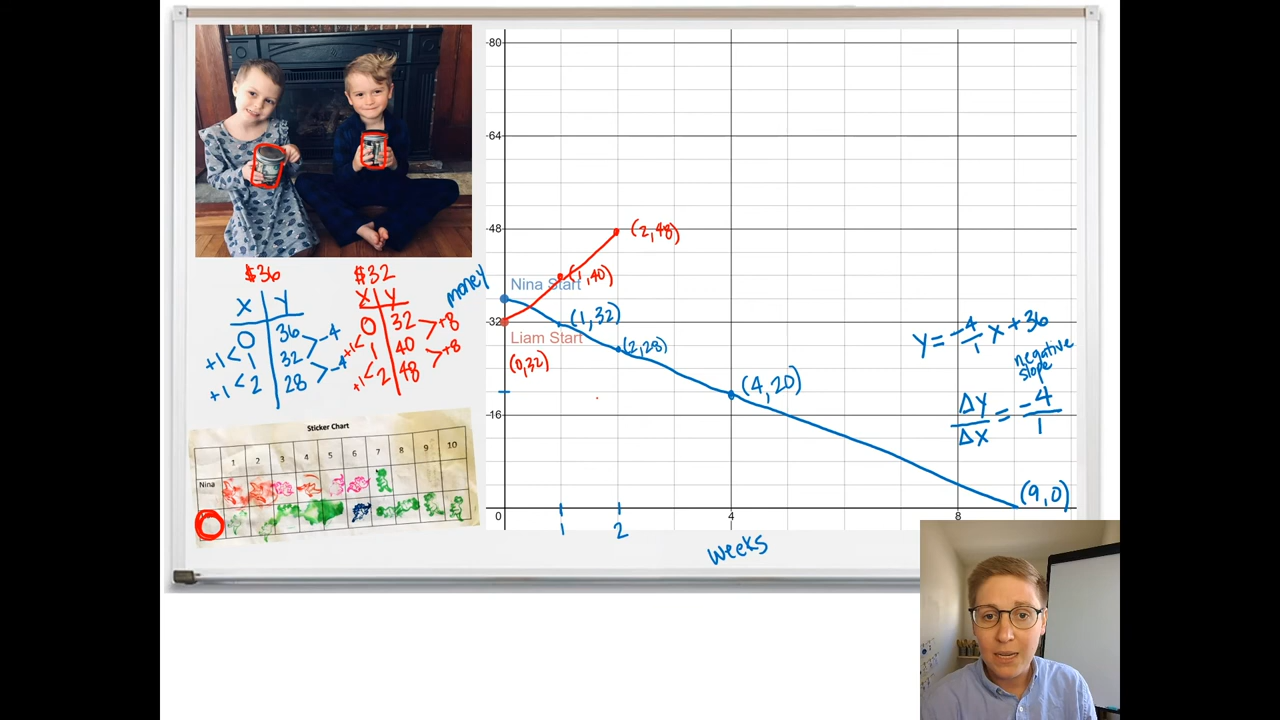 $36
X Y
0 36
1 32
2 28
+1
+1
-4
-4
$32
X Y
0 32
1 40
2 48
+1
+1
+8
+8
money
Sticker Chart
1 2 3 4 5 6 7 8 9 10
Nina
-80
-64
-48
-32
-16
0
4
8
1
2
weeks
Nina Start
Liam Start
(0,32)
(1,40)
(2,48)
(1,32)
(2,28)
(4,20)
(9,0)
Y = -4/1 X + 36
negative
slope
ΔY/ΔX = -4/1